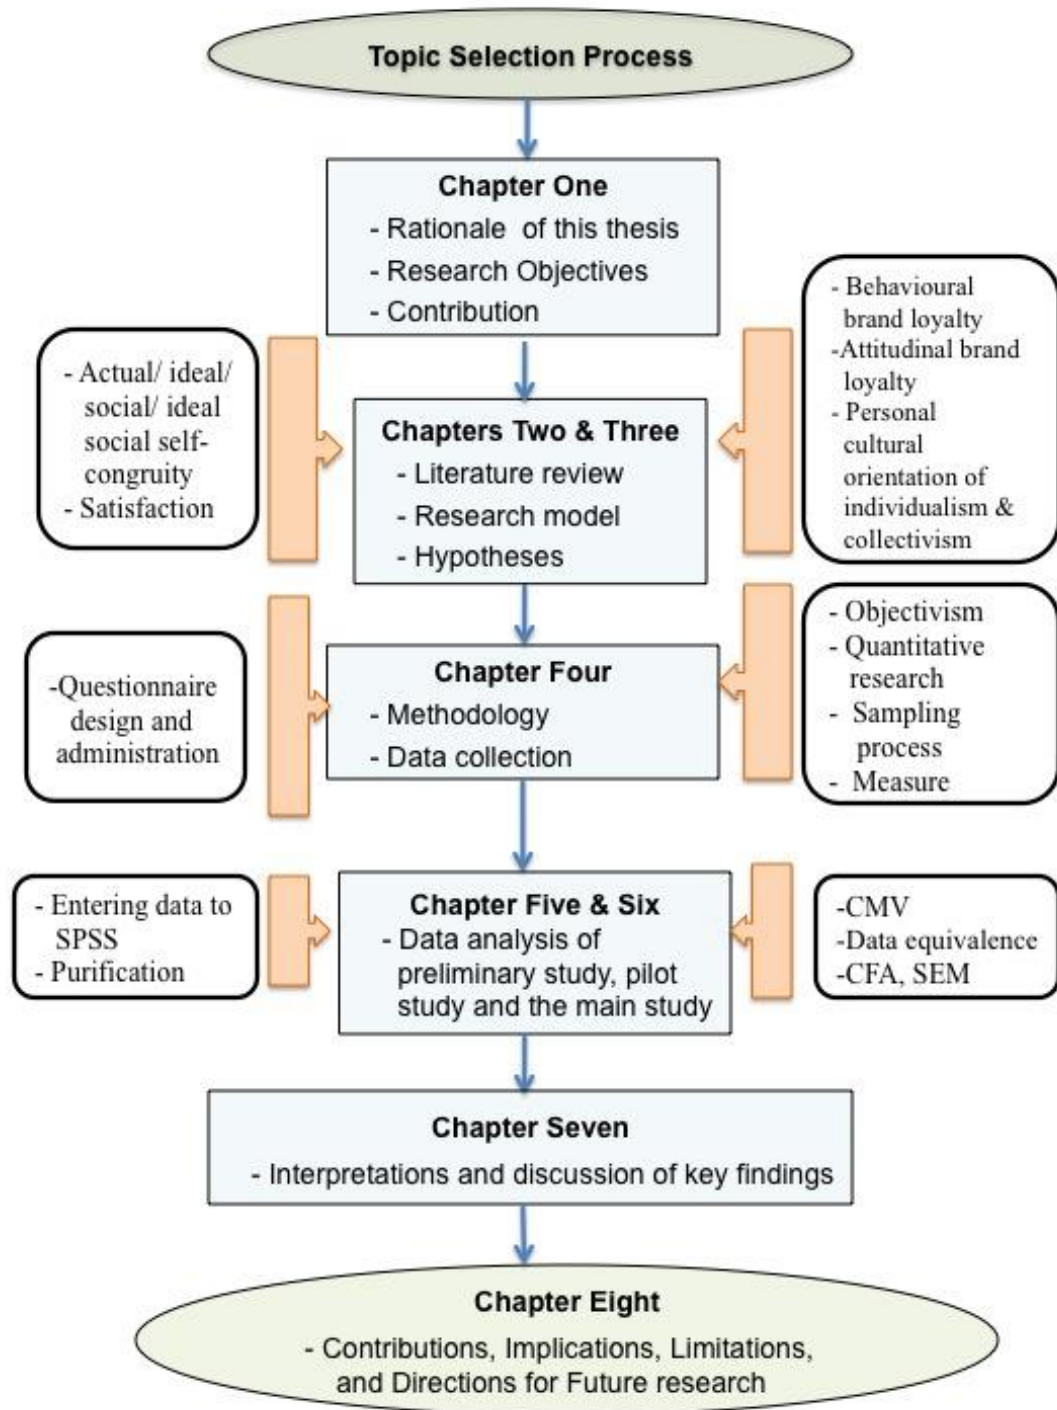 Topic Selection Process
Chapter One
- Rationale of this thesis
- Research Objectives
- Contribution
- Actual/ ideal/
social/ ideal
social self-
congruity
- Satisfaction
Chapters Two & Three
- Literature review
- Research model
- Hypotheses
- Behavioural
brand loyalty
-Attitudinal brand
loyalty
- Personal
cultural
orientation of
individualism &
collectivism
-Questionnaire
design and
administration
Chapter Four
- Methodology
- Data collection
- Objectivism
- Quantitative
research
- Sampling
process
- Measure
- Entering data to
SPSS
- Purification
Chapter Five & Six
- Data analysis of
preliminary study, pilot
study and the main study
-CMV
-Data equivalence
-CFA, SEM
Chapter Seven
- Interpretations and discussion of key findings
Chapter Eight
- Contributions, Implications, Limitations,
and Directions for Future research